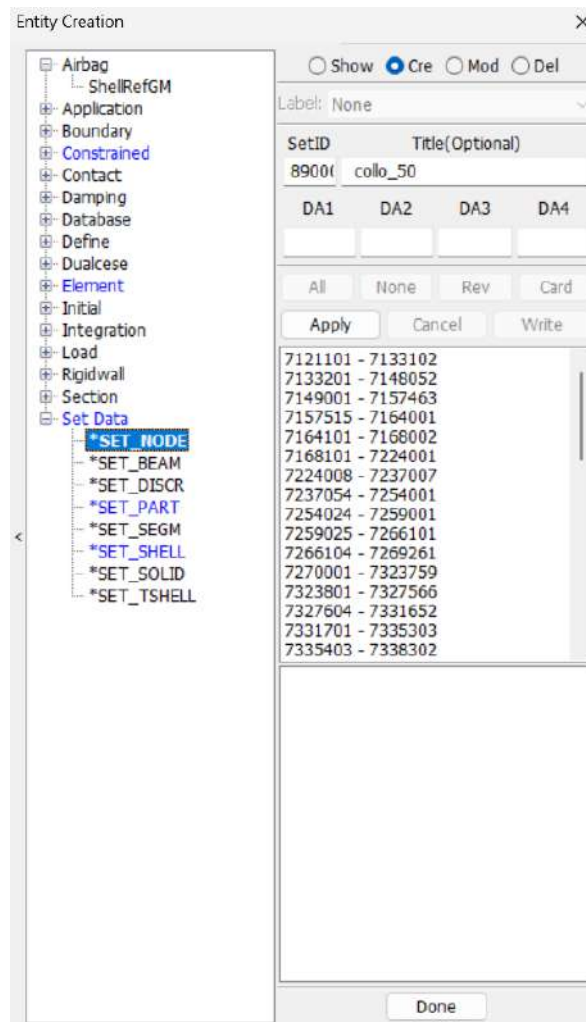 Entity Creation
Airbag
ShellRefGM
Application
Boundary
Constrained
Contact
Damping
Database
Define
Dualcese
Element
Initial
Integration
Load
Rigidwall
Section
Set Data
*SET_NODE
*SET_BEAM
*SET_DISCR
*SET_PART
*SET_SEGM
*SET_SHELL
*SET_SOLID
*SET_TSHELL
<
Show Cre Mod Del
Label: None
SetID Title(Optional)
collo_50
DA1 DA2 DA3 DA4
All None Rev Card
Apply Cancel Write
7121101 - 7133102
7133201 - 7148052
7149001 - 7157463
7157515 - 7164001
7164101 - 7168002
7168101 - 7224001
7224008 - 7237007
7237054 - 7254001
7254024 - 7259001
7259025 - 7266101
7266104 - 7269261
7270001 - 7323759
7323801 - 7327566
7327604 - 7331652
7331701 - 7335303
7335403 - 7338302
Done